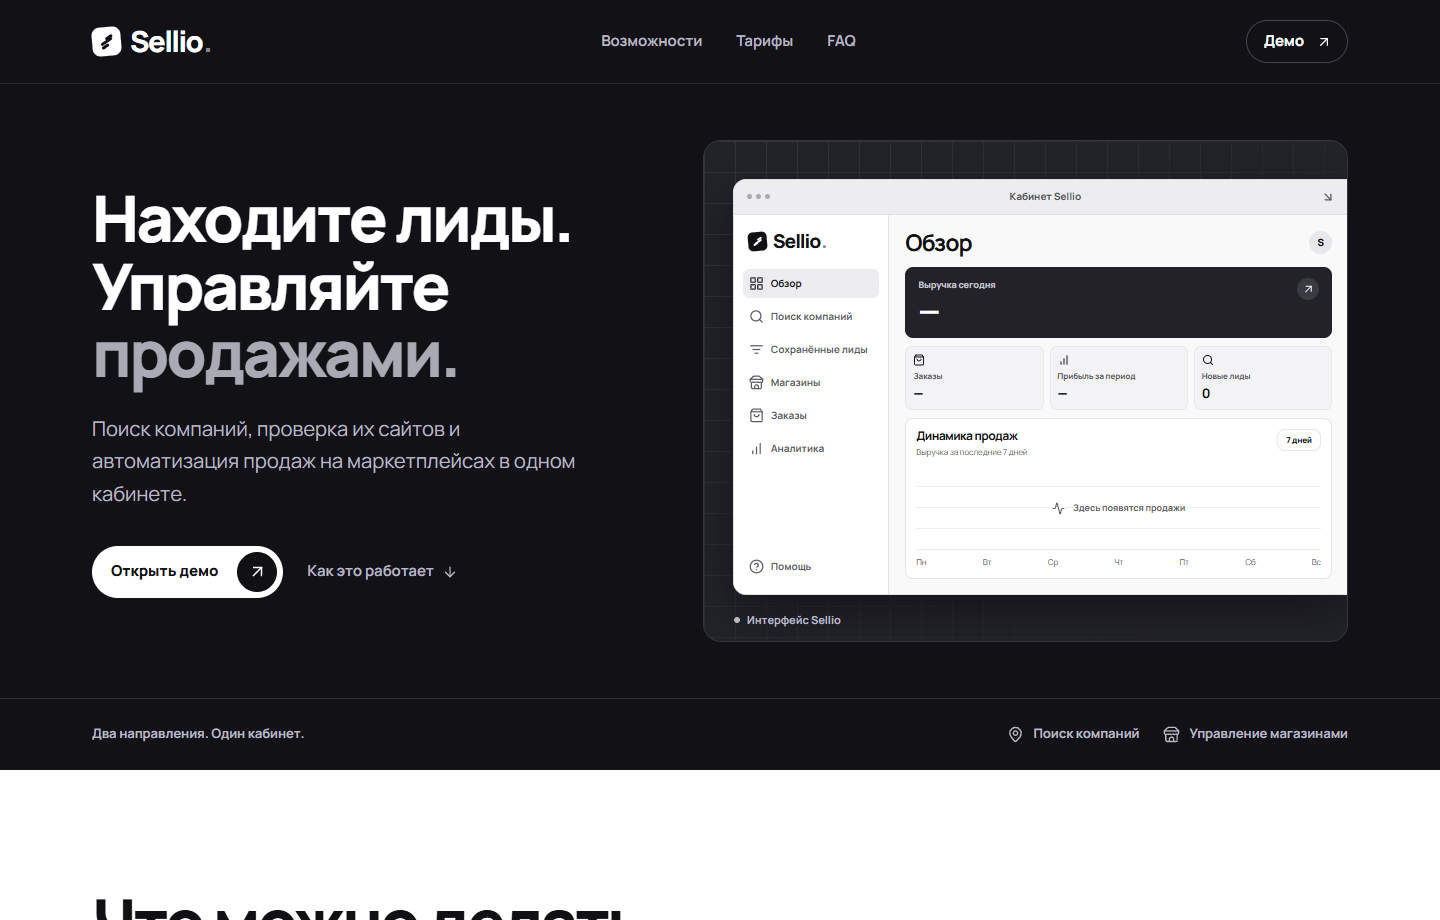 Sellio.
Возможности
Тарифы
FAQ
Демо
Находите лиды.
Управляйте
продажами.
Поиск компаний, проверка их сайтов и
автоматизация продаж на маркетплейсах в одном
кабинете.
Открыть демо
Как это работает
Кабинет Sellio
Sellio.
Обзор
Поиск компаний
Сохранённые лиды
Магазины
Заказы
Аналитика
Помощь
Обзор
S
Выручка сегодня
—
Заказы
—
Прибыль за период
—
Новые лиды
0
Динамика продаж
Выручка за последние 7 дней
7 дней
Здесь появятся продажи
Пн Вт Ср Чт Пт Сб Вс
Интерфейс Sellio
Два направления. Один кабинет.
Поиск компаний
Управление магазинами
Что можно делать